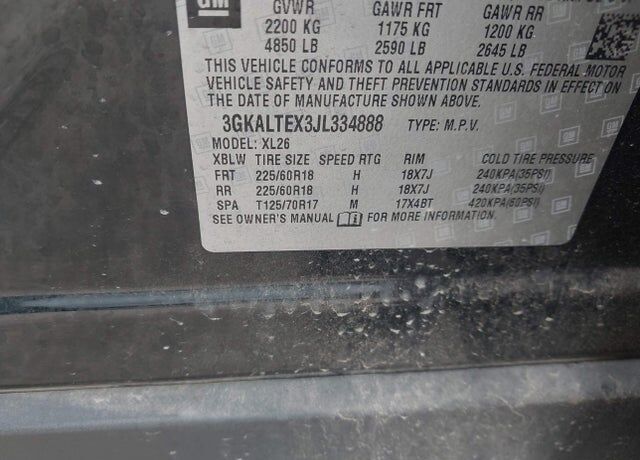 GM
GVWR GAWR FRT GAWR RR
2200 KG 1175 KG 1200 KG
4850 LB 2590 LB 2645 LB
THIS VEHICLE CONFORMS TO ALL APPLICABLE U.S. FEDERAL MOTOR
VEHICLE SAFETY AND THEFT PREVENTION STANDARDS IN EFFECT ON
THE DATE OF MANUFACTURE SHOWN ABOVE.
3GKALTEX3JL334888 TYPE: M.P.V.
MODEL: XL26
XBLW TIRE SIZE SPEED RTG RIM COLD TIRE PRESSURE
FRT 225/60R18 H 18X7J 240KPA(35PSI)
RR 225/60R18 H 18X7J 240KPA(35PSI)
SPA T125/70R17 M 17X4BT 420KPA(60PSI)
SEE OWNER'S MANUAL FOR MORE INFORMATION.